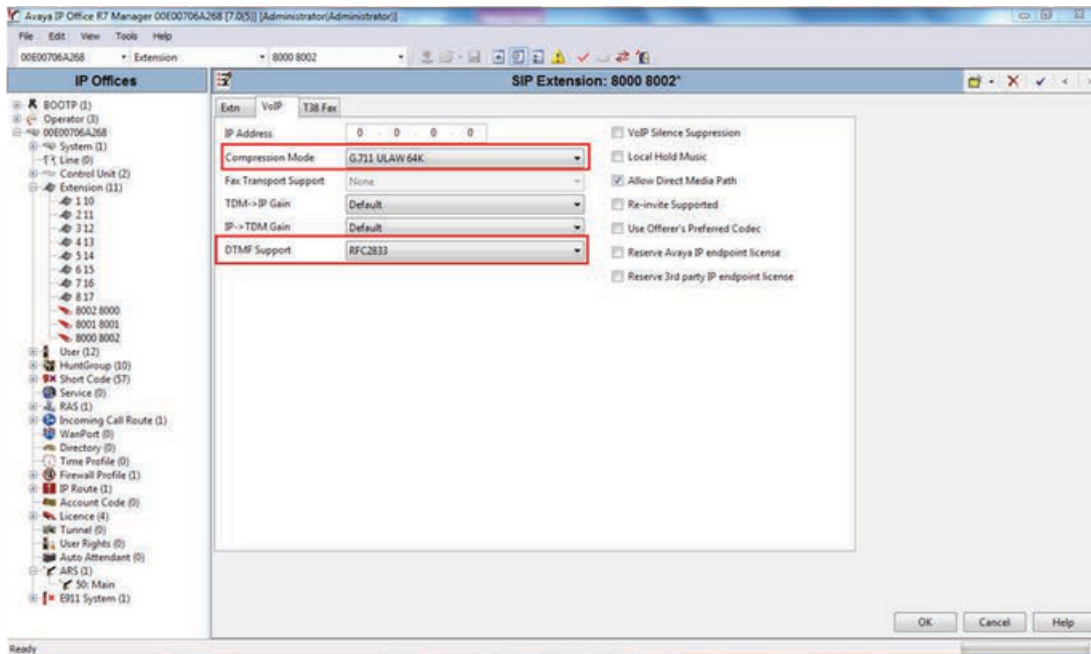 Avaya IP Office R7 Manager 00E00706A268 [7.0(5)] [Administrator(Administrator)]
File Edit View Tools Help
00E00706A268 Extension 8000 8002
IP Offices
SIP Extension: 8000 8002*
BOOTP (1)
Operator (3)
00E00706A268
System (1)
Line (0)
Control Unit (2)
Extension (11)
1 10
2 11
3 12
4 13
5 14
6 15
7 16
8 17
8002 8000
8001 8001
8000 8002
User (12)
HuntGroup (10)
Short Code (57)
Service (0)
RAS (1)
Incoming Call Route (1)
WanPort (0)
Directory (0)
Time Profile (0)
Firewall Profile (1)
IP Route (1)
Account Code (0)
Licence (4)
Tunnel (0)
User Rights (0)
Auto Attendant (0)
ARS (1)
50: Main
E911 System (1)
Extn VoIP T38 Fax
IP Address 0 . 0 . 0 . 0
Compression Mode G.711 ULAW 64K
Fax Transport Support None
TDM->IP Gain Default
IP->TDM Gain Default
DTMF Support RFC2833
VoIP Silence Suppression
Local Hold Music
Allow Direct Media Path
Re-invite Supported
Use Offerer's Preferred Codec
Reserve Avaya IP endpoint license
Reserve 3rd party IP endpoint license
OK Cancel Help
Ready